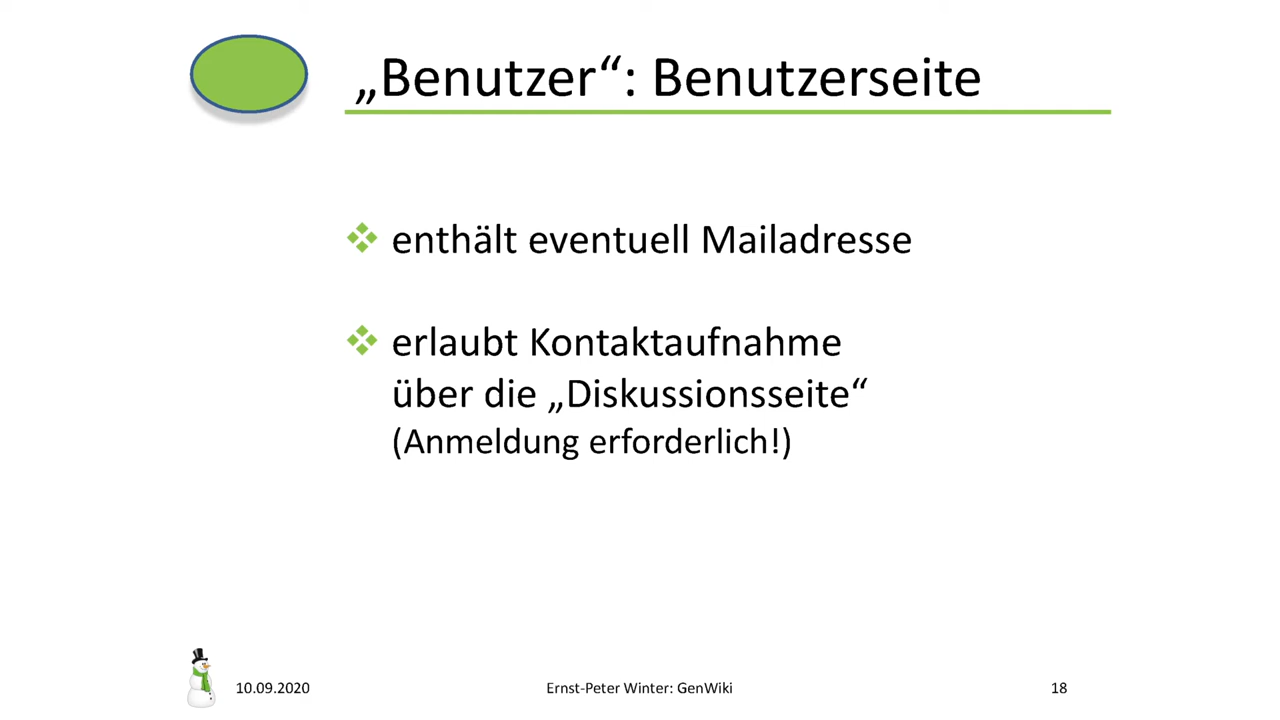 „Benutzer“: Benutzerseite
enthält eventuell Mailadresse
erlaubt Kontaktaufnahme
über die „Diskussionsseite“
(Anmeldung erforderlich!)
10.09.2020
Ernst-Peter Winter: GenWiki
18